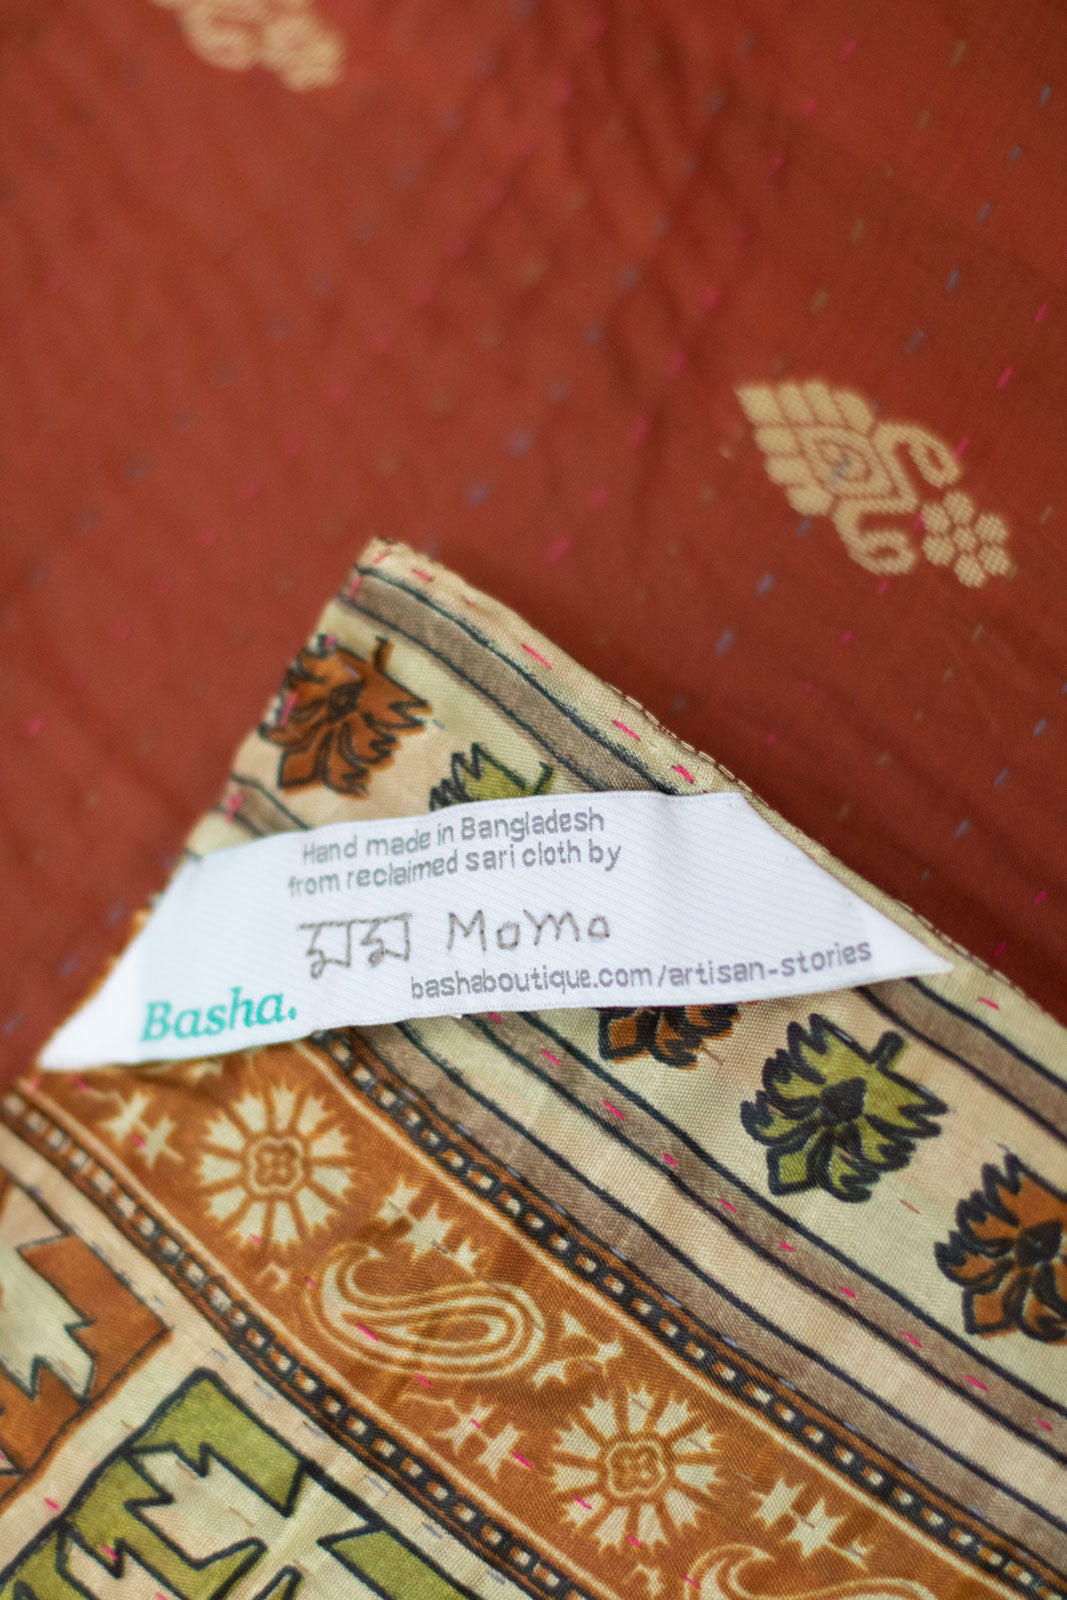 Hand made in Bangladesh
from reclaimed sari cloth by
মম MoMo
bashaboutique.com/artisan-stories
Basha.